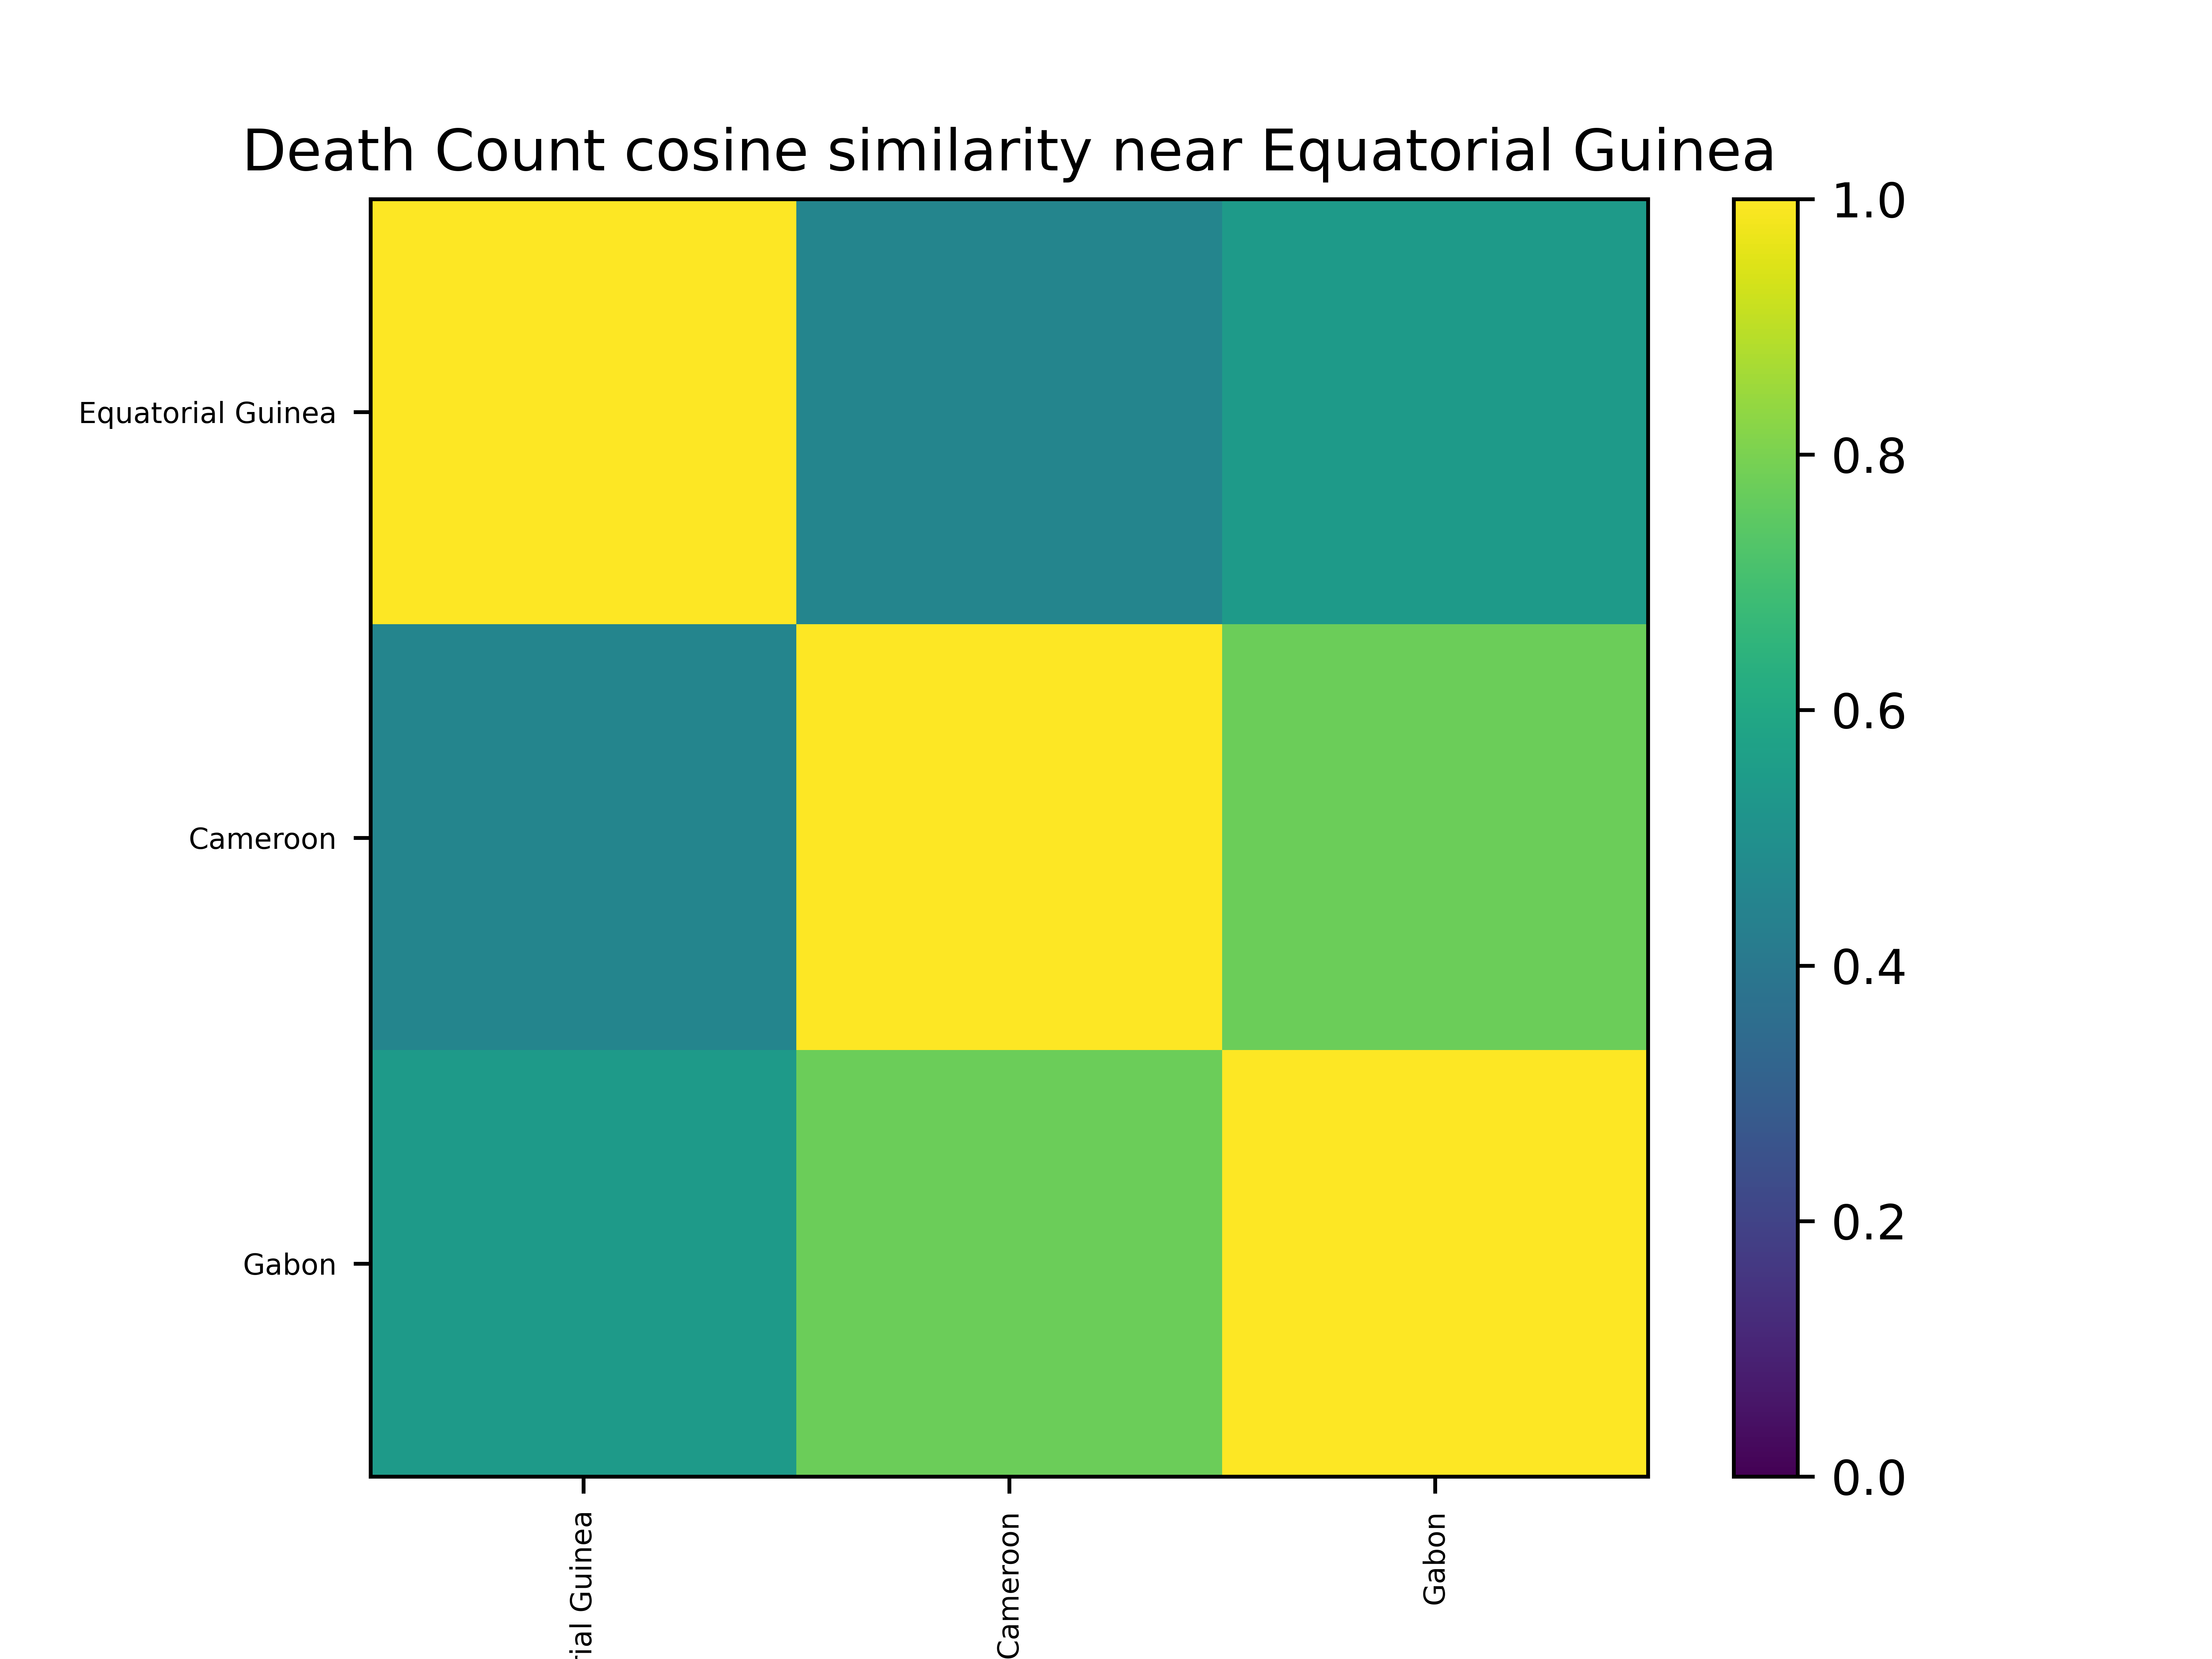 Death Count cosine similarity near Equatorial Guinea
1.0
Equatorial Guinea
0.8
0.6
Cameroon
0.4
0.2
Gabon
0.0
rial Guinea
Cameroon
Gabon